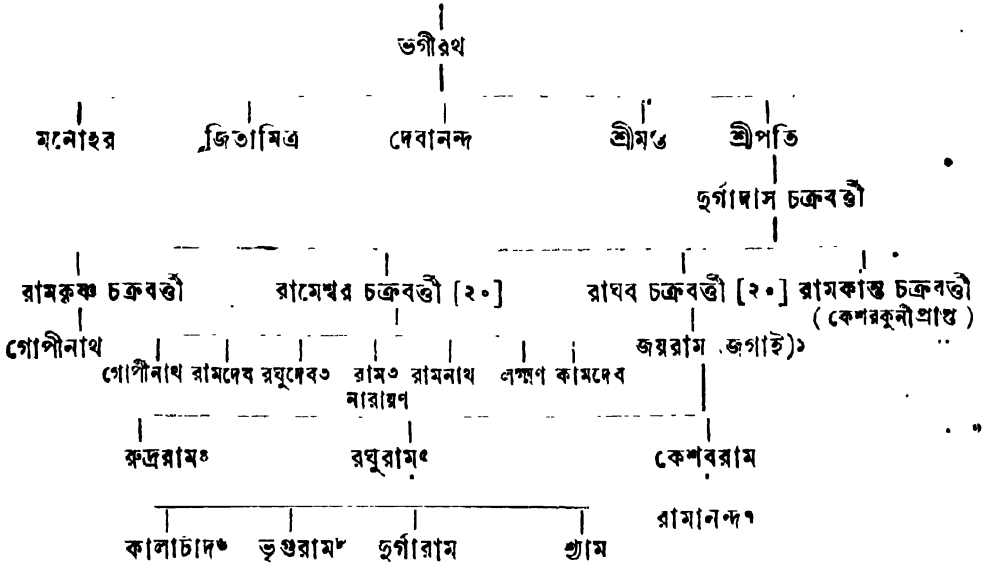 ভগীরথ
মনোহর জিতামিত্র দেবানন্দ শ্রীমন্ত শ্রীপতি
দুর্গাদাস চক্রবর্ত্তী
রামকৃষ্ণ চক্রবর্ত্তী রামেশ্বর চক্রবর্ত্তী [২০] রাঘব চক্রবর্ত্তী [২০] রামকান্ত চক্রবর্ত্তী
(কেশরকুনীপ্রাপ্ত)
গোপীনাথ জয়রাম জগাই)১
গোপীনাথ রামদেব রঘুদেব৩ রাম৩ রামনাথ লক্ষ্মণ কামদেব
নারায়ণ
রুদ্ররাম৪ রঘুরাম৫ কেশবরাম
রামানন্দ৭
কালাচাঁদ৬ ভৃগুরাম৮ দুর্গারাম শ্যাম